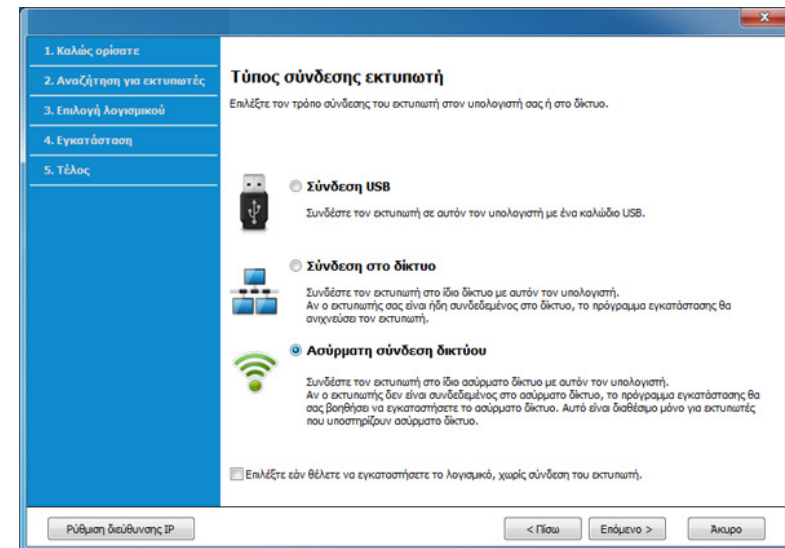 1. Καλώς ορίσατε
2. Αναζήτηση για εκτυπωτές
3. Επιλογή λογισμικού
4. Εγκατάσταση
5. Τέλος
Τύπος σύνδεσης εκτυπωτή
Επιλέξτε τον τρόπο σύνδεσης του εκτυπωτή στον υπολογιστή σας ή στο δίκτυο.
Σύνδεση USB
Συνδέστε τον εκτυπωτή σε αυτόν τον υπολογιστή με ένα καλώδιο USB.
Σύνδεση στο δίκτυο
Συνδέστε τον εκτυπωτή στο ίδιο δίκτυο με αυτόν τον υπολογιστή.
Αν ο εκτυπωτής σας είναι ήδη συνδεδεμένος στο δίκτυο, το πρόγραμμα εγκατάστασης θα
ανιχνεύσει τον εκτυπωτή.
Ασύρματη σύνδεση δικτύου
Συνδέστε τον εκτυπωτή στο ίδιο ασύρματο δίκτυο με αυτόν τον υπολογιστή.
Αν ο εκτυπωτής δεν είναι συνδεδεμένος στο ασύρματο δίκτυο, το πρόγραμμα εγκατάστασης θα
σας βοηθήσει να εγκαταστήσετε το ασύρματο δίκτυο. Αυτό είναι διαθέσιμο μόνο για εκτυπωτές
που υποστηρίζουν ασύρματο δίκτυο.
Επιλέξτε εάν θέλετε να εγκαταστήσετε το λογισμικό, χωρίς σύνδεση του εκτυπωτή.
Ρύθμιση διεύθυνσης IP
< Πίσω
Επόμενο >
Άκυρο